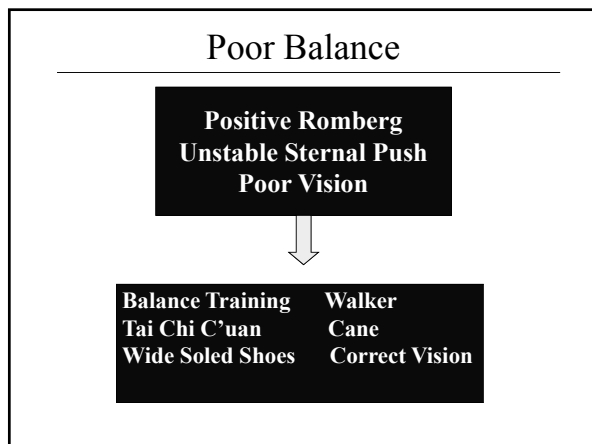 Poor Balance
Positive Romberg
Unstable Sternal Push
Poor Vision
Balance Training Walker
Tai Chi C’uan Cane
Wide Soled Shoes Correct Vision